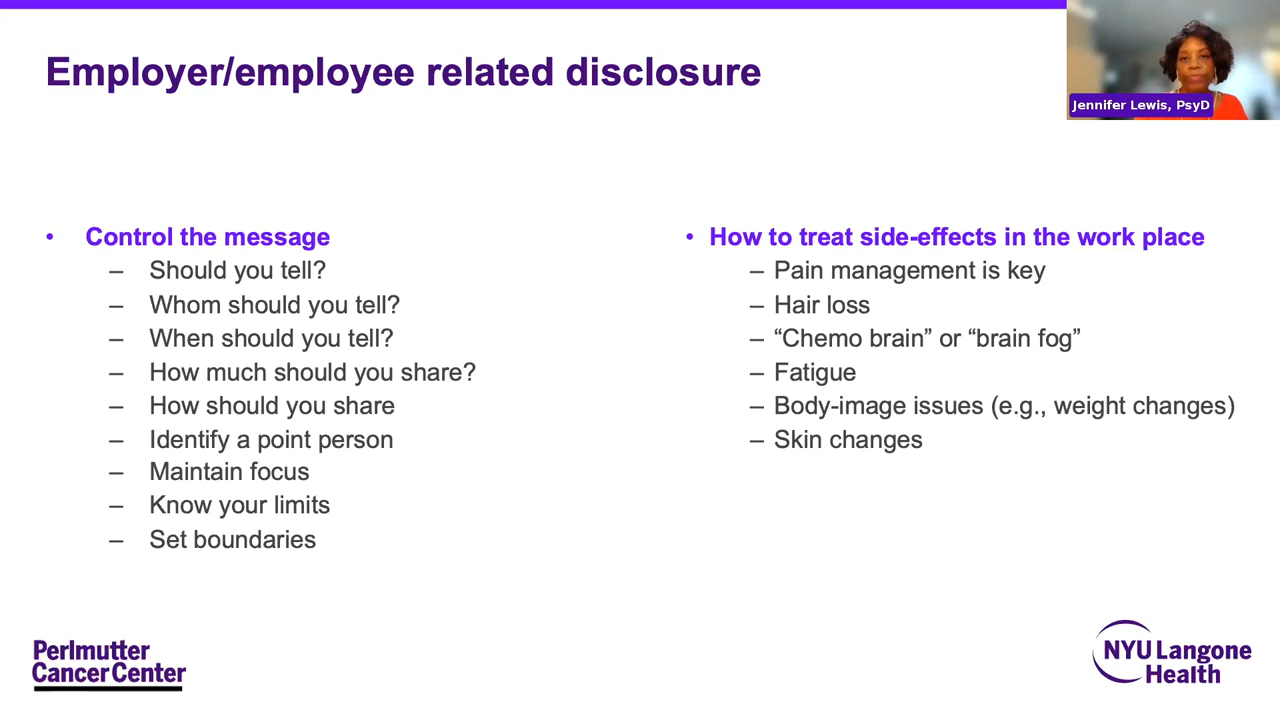 Employer/employee related disclosure
Jennifer Lewis, PsyD
• Control the message
– Should you tell?
– Whom should you tell?
– When should you tell?
– How much should you share?
– How should you share
– Identify a point person
– Maintain focus
– Know your limits
– Set boundaries
• How to treat side-effects in the work place
– Pain management is key
– Hair loss
– “Chemo brain” or “brain fog”
– Fatigue
– Body-image issues (e.g., weight changes)
– Skin changes
Perlmutter
Cancer Center
NYU Langone
Health